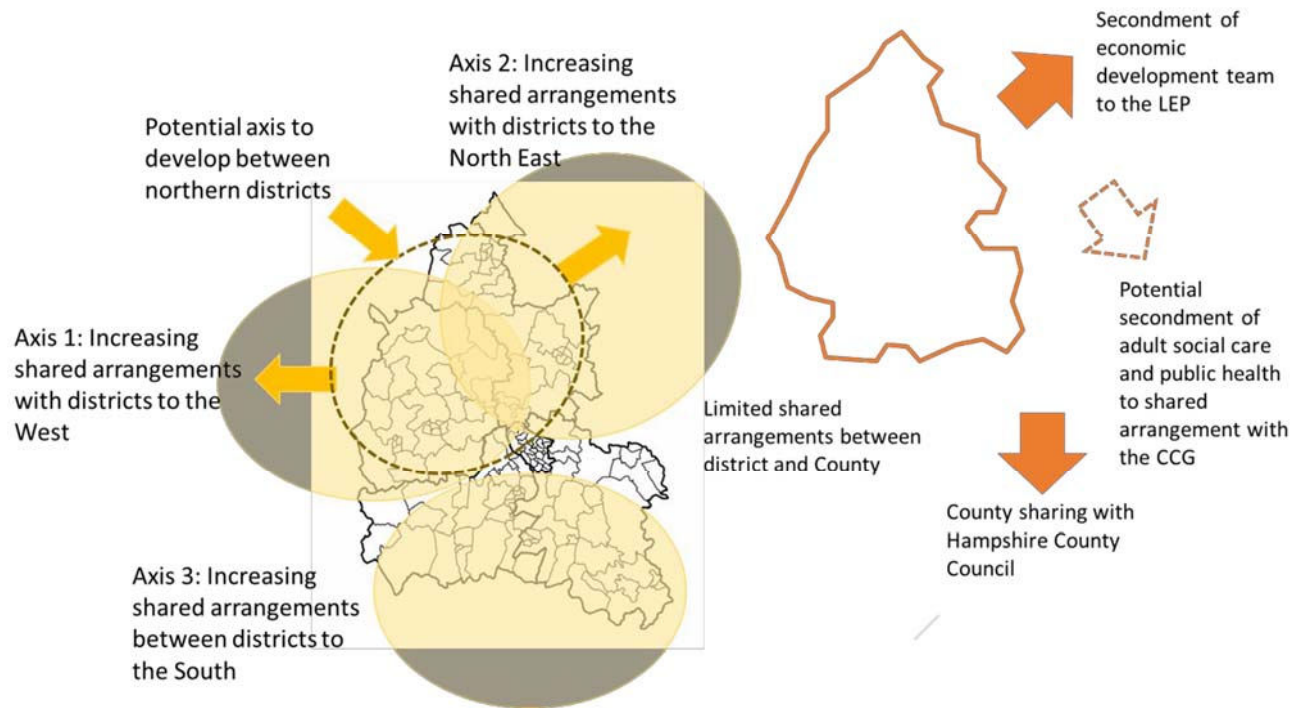 Potential axis to
develop between
northern districts
Axis 2: Increasing
shared arrangements
with districts to the
North East
Axis 1: Increasing
shared arrangements
with districts to the
West
Axis 3: Increasing
shared arrangements
between districts to
the South
Limited shared
arrangements between
district and County
Secondment of
economic
development team
to the LEP
Potential
secondment of
adult social care
and public health
to shared
arrangement with
the CCG
County sharing with
Hampshire County
Council